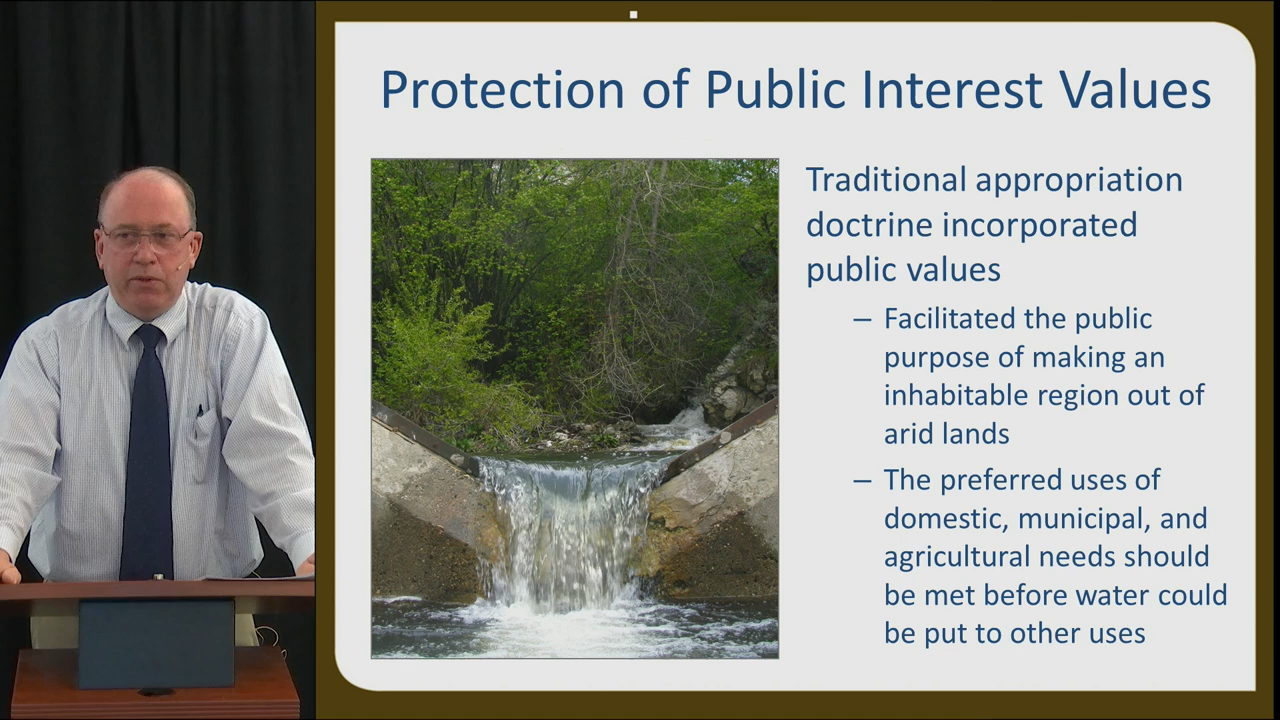 Protection of Public Interest Values
Traditional appropriation
doctrine incorporated
public values
– Facilitated the public
purpose of making an
inhabitable region out of
arid lands
– The preferred uses of
domestic, municipal, and
agricultural needs should
be met before water could
be put to other uses